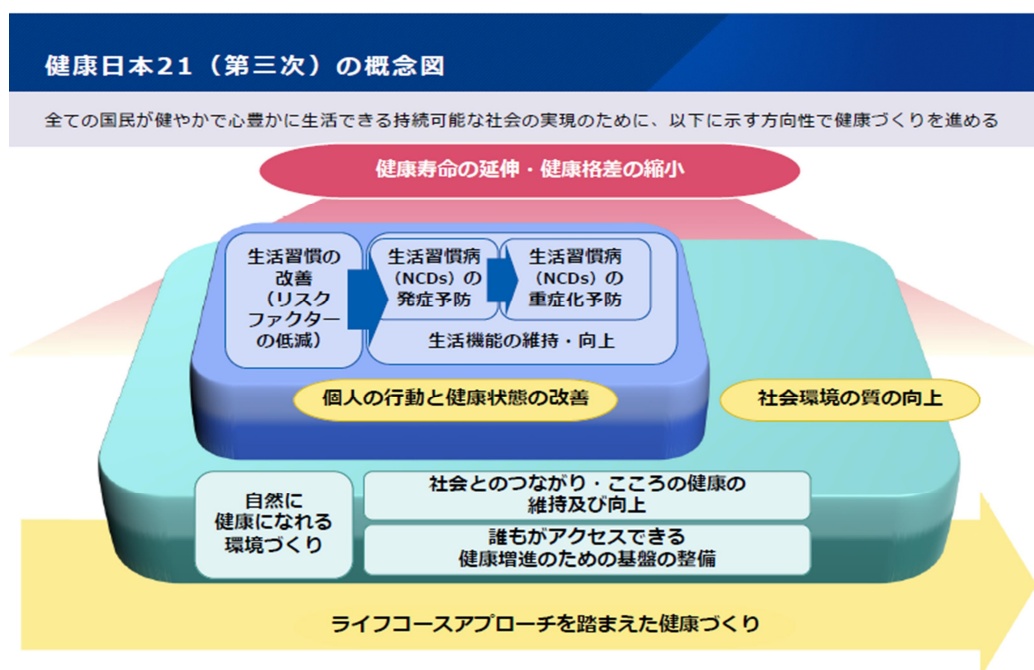 健康日本21（第三次）の概念図
全ての国民が健やかで心豊かに生活できる持続可能な社会の実現のために、以下に示す方向性で健康づくりを進める
健康寿命の延伸・健康格差の縮小
生活習慣の
改善
（リスク
ファクター
の低減）
生活習慣病
（NCDs）の
発症予防
生活習慣病
（NCDs）の
重症化予防
生活機能の維持・向上
個人の行動と健康状態の改善
社会環境の質の向上
自然に
健康になれる
環境づくり
社会とのつながり・こころの健康の
維持及び向上
誰もがアクセスできる
健康増進のための基盤の整備
ライフコースアプローチを踏まえた健康づくり